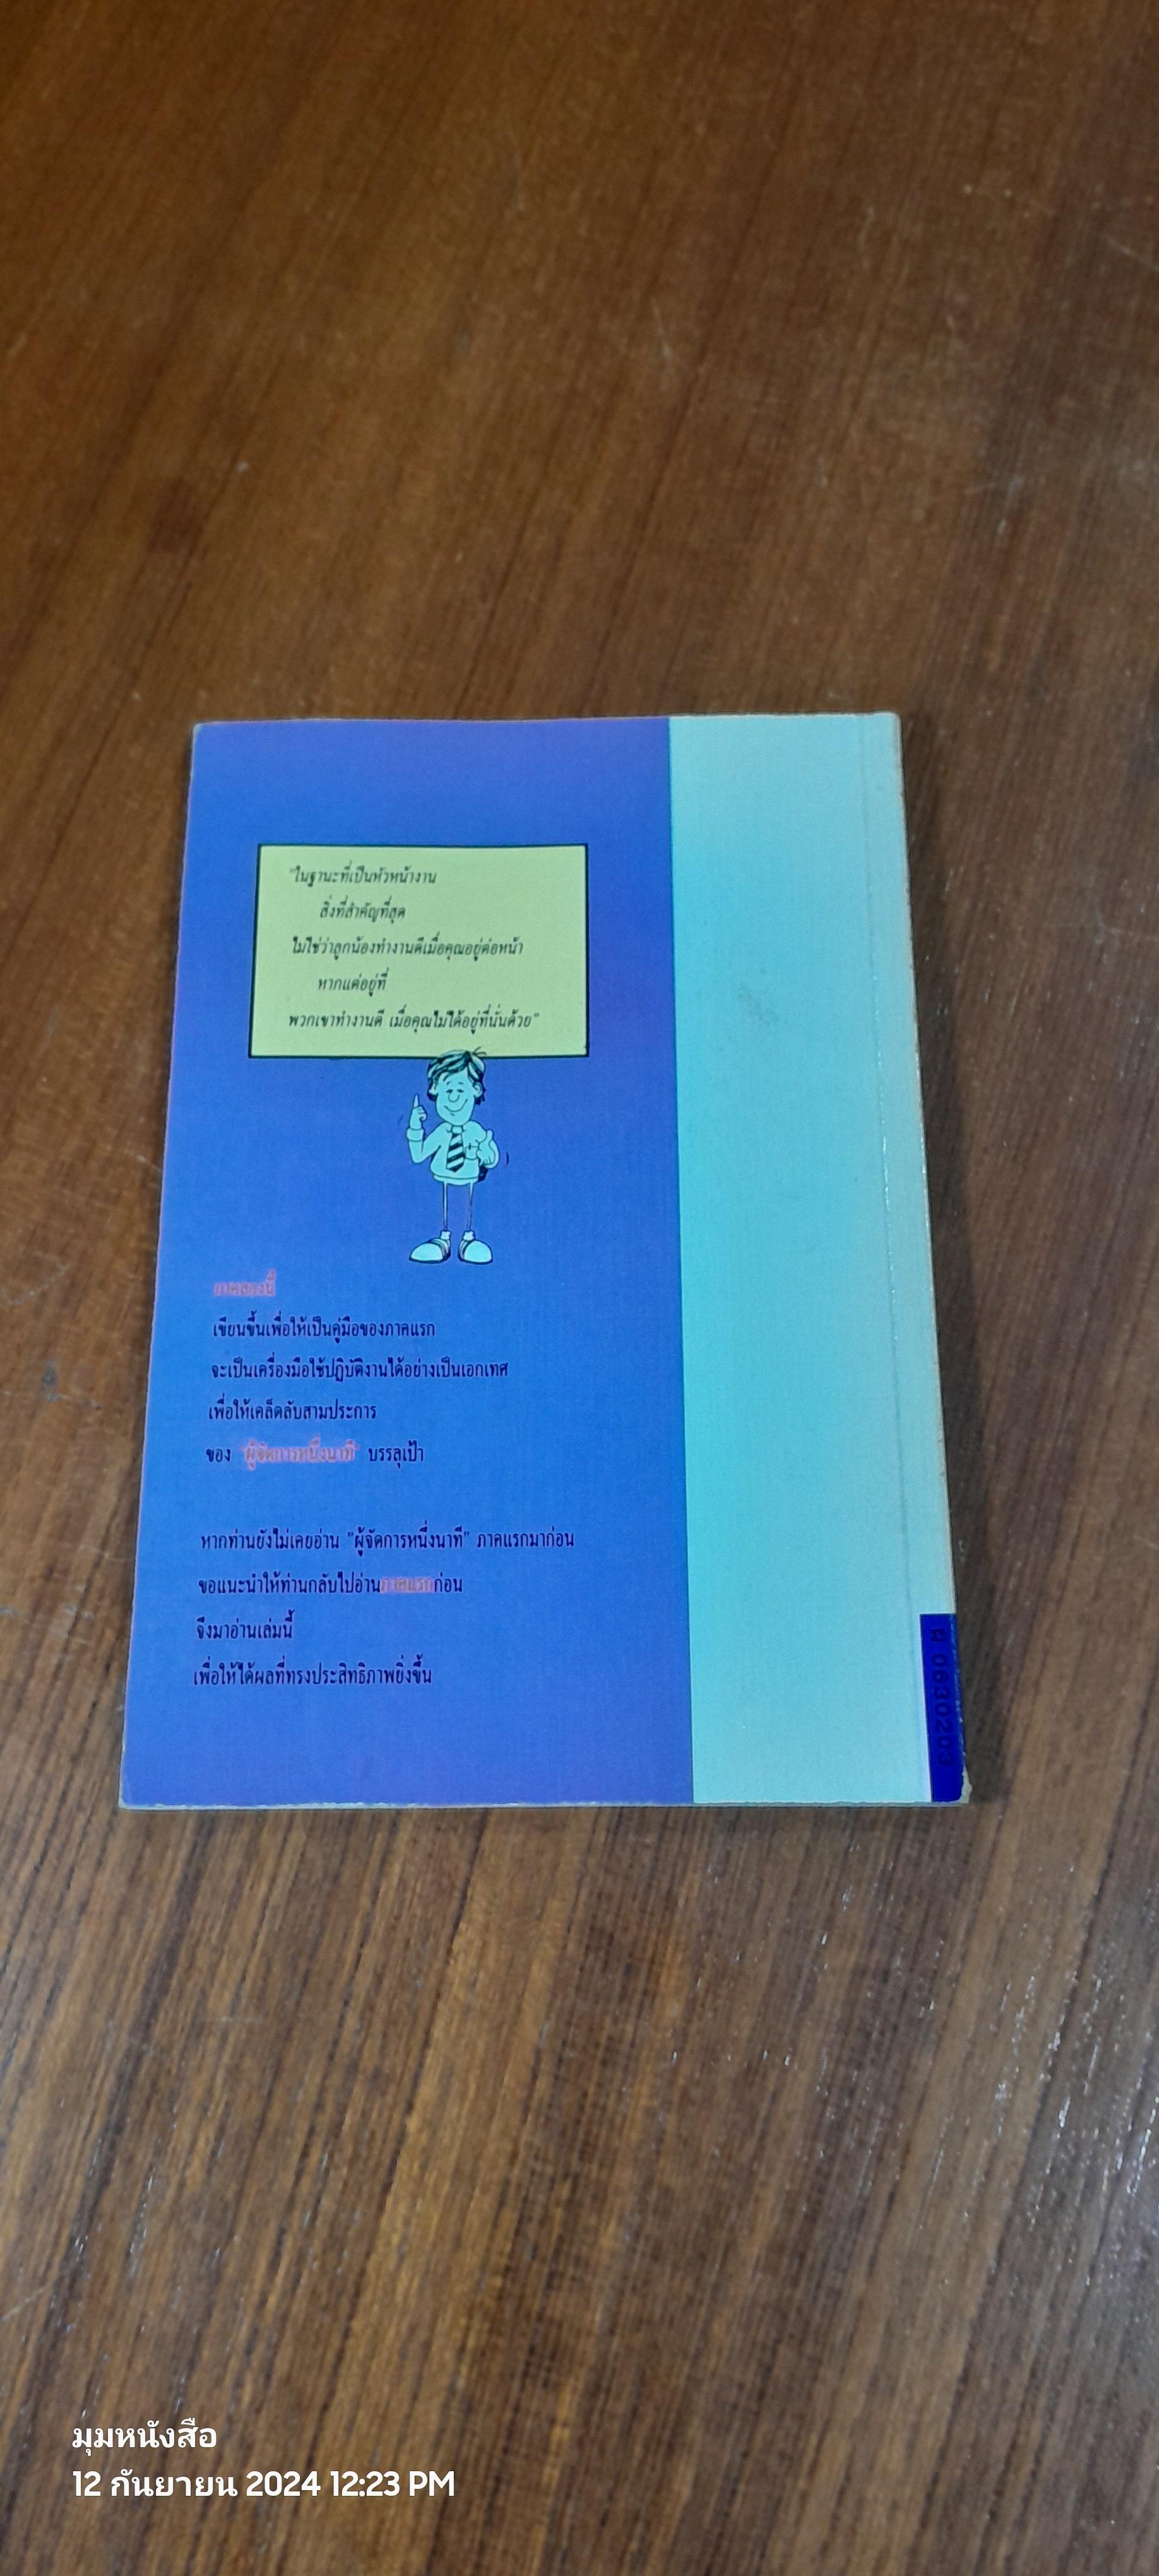 "ในฐานะที่เป็นหัวหน้างาน
สิ่งที่สำคัญที่สุด
ไม่ใช่ว่าลูกน้องทำงานดีเมื่อคุณอยู่ต่อหน้า
หากแต่อยู่ที่
พวกเขาทำงานดี เมื่อคุณไม่ได้อยู่ที่นั่นด้วย"
ภาคสองนี้
เขียนขึ้นเพื่อให้เป็นคู่มือของภาคแรก
จะเป็นเครื่องมือใช้ปฏิบัติงานได้อย่างเป็นเอกเทศ
เพื่อให้เคล็ดลับสามประการ
ของ "ผู้จัดการหนึ่งนาที" บรรลุเป้า
หากท่านยังไม่เคยอ่าน "ผู้จัดการหนึ่งนาที" ภาคแรกมาก่อน
ขอแนะนำให้ท่านกลับไปอ่านภาคแรกก่อน
จึงมาอ่านเล่มนี้
เพื่อให้ได้ผลที่ทรงประสิทธิภาพยิ่งขึ้น
มุมหนังสือ
12 กันยายน 2024 12:23 PM